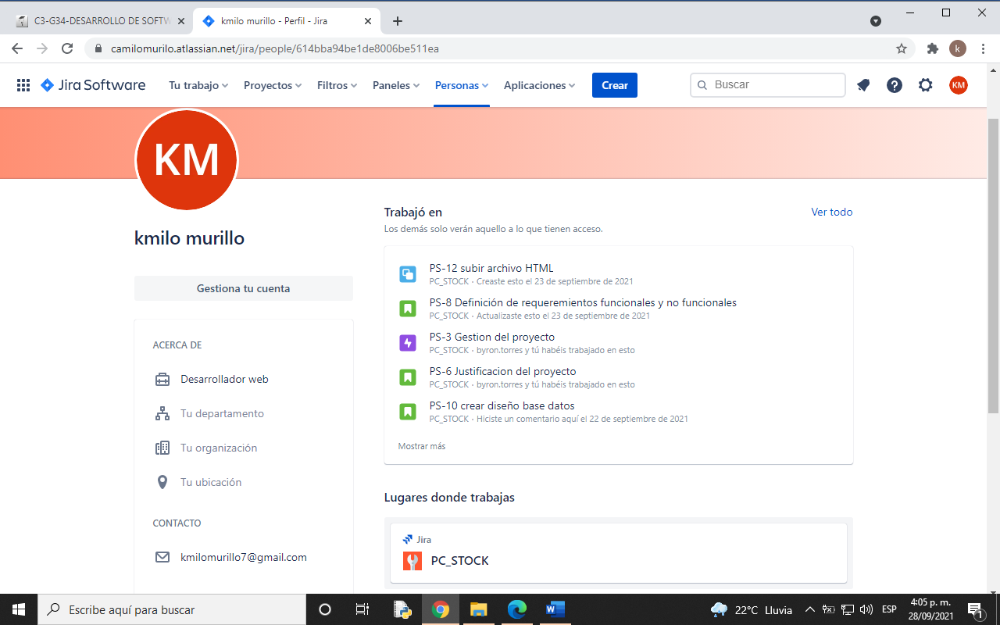 C3-G34-DESARROLLO DE SOFTW
kmilo murillo - Perfil - Jira
camilomurilo.atlassian.net/jira/people/614bba94be1de8006be511ea
k
Jira Software
Tu trabajo
Proyectos
Filtros
Paneles
Personas
Aplicaciones
Crear
Buscar
KM
KM
kmilo murillo
Gestiona tu cuenta
ACERCA DE
Desarrollador web
Tu departamento
Tu organización
Tu ubicación
CONTACTO
kmilomurillo7@gmail.com
Trabajó en
Ver todo
Los demás solo verán aquello a lo que tienen acceso.
PS-12 subir archivo HTML
PC_STOCK · Creaste esto el 23 de septiembre de 2021
PS-8 Definición de requeremientos funcionales y no funcionales
PC_STOCK · Actualizaste esto el 23 de septiembre de 2021
PS-3 Gestion del proyecto
PC_STOCK · byron.torres y tú habéis trabajado en esto
PS-6 Justificacion del proyecto
PC_STOCK · byron.torres y tú habéis trabajado en esto
PS-10 crear diseño base datos
PC_STOCK · Hiciste un comentario aquí el 22 de septiembre de 2021
Mostrar más
Lugares donde trabajas
Jira
PC_STOCK
Escribe aquí para buscar
22°C Lluvia
ESP
4:05 p. m.
28/09/2021
1